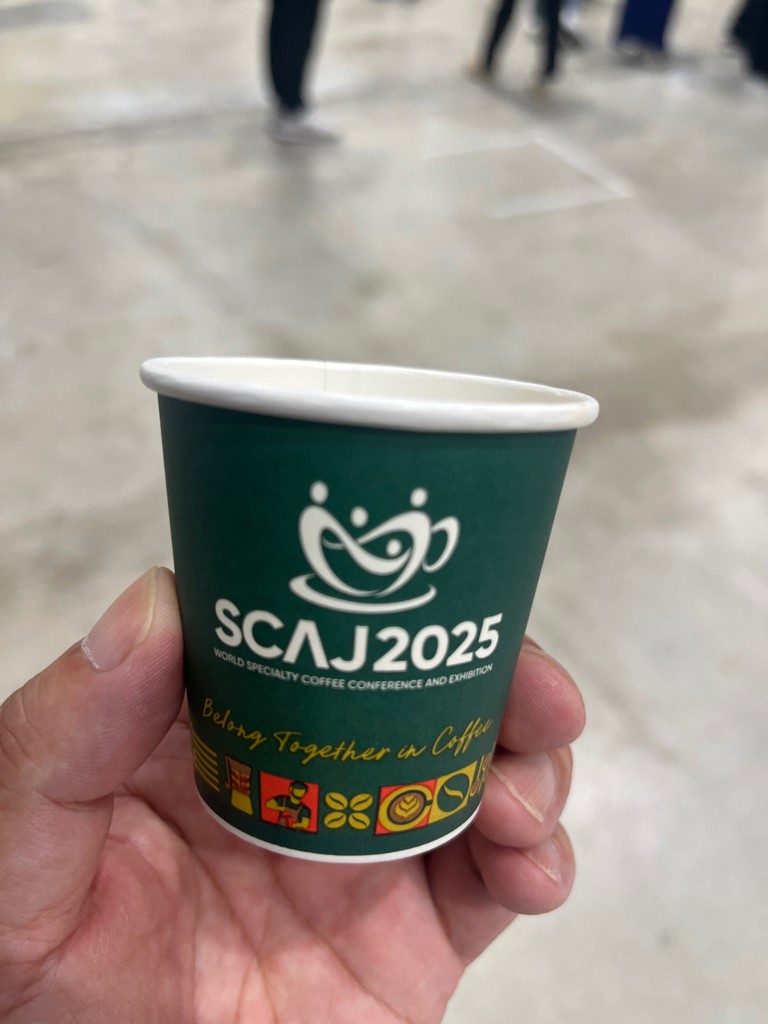 SCAJ2025
WORLD SPECIALTY COFFEE CONFERENCE AND EXHIBITION
Belong Together in Coffee